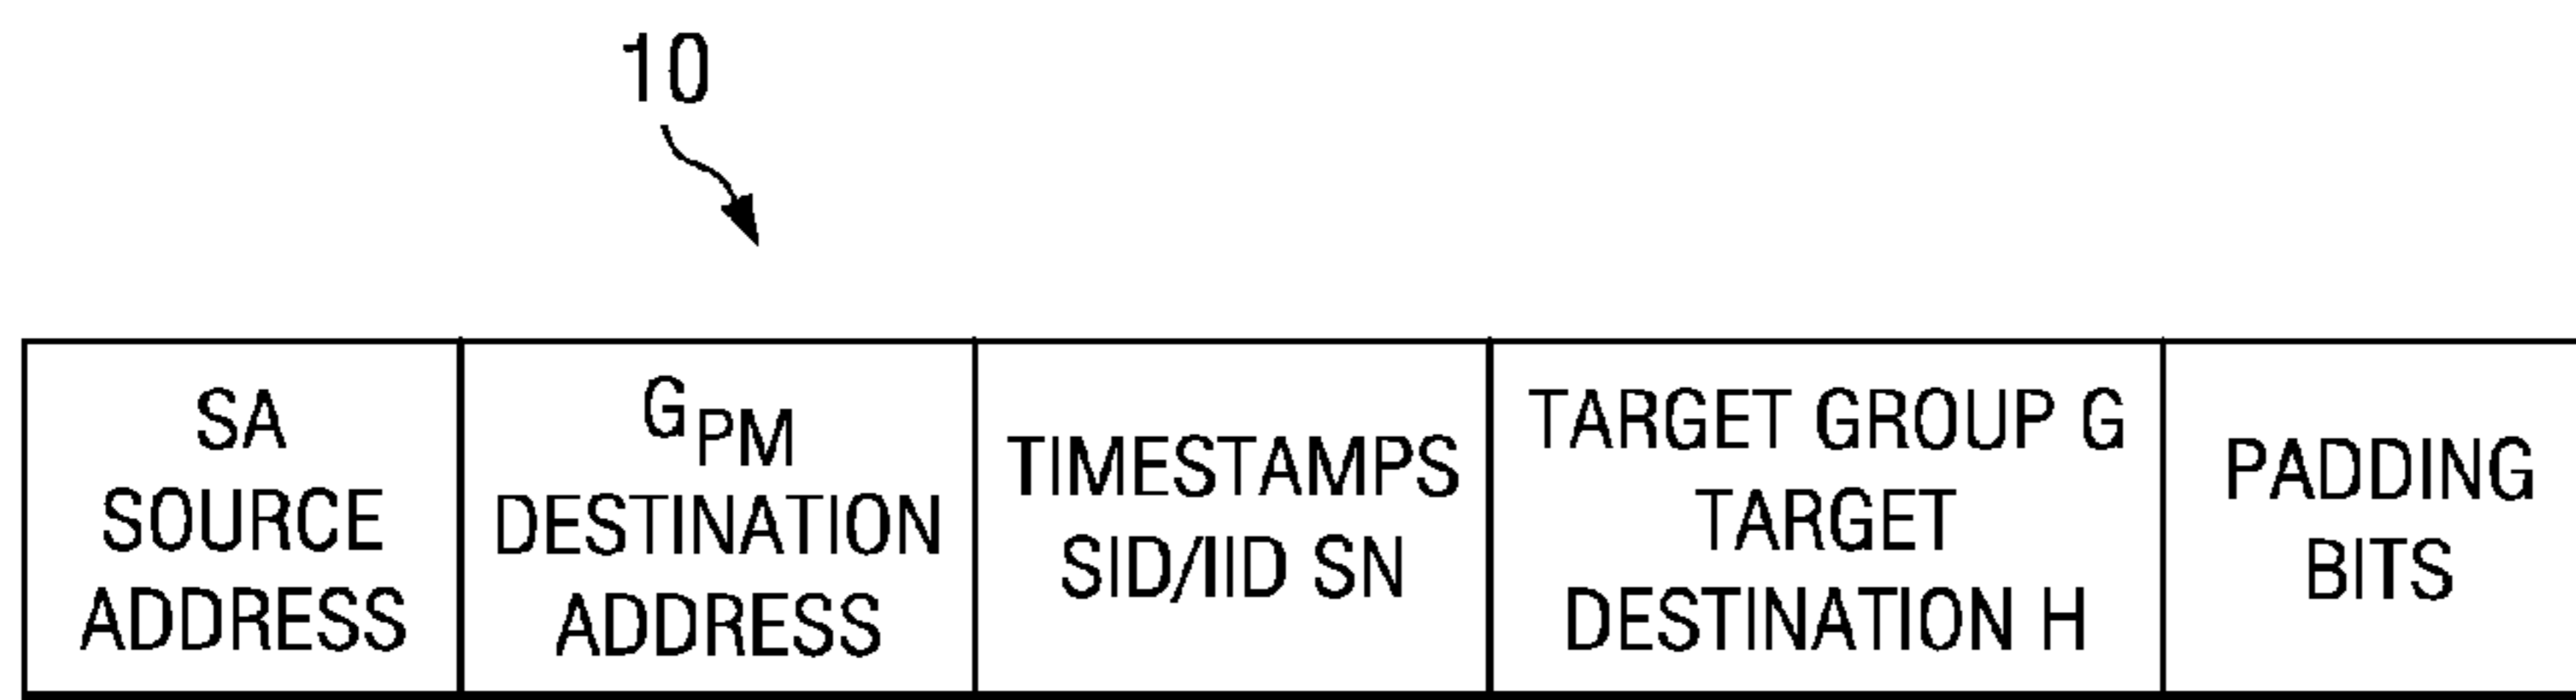 10
SA
SOURCE
ADDRESS
GPM
DESTINATION
ADDRESS
TIMESTAMPS
SID/IID SN
TARGET GROUP G
TARGET
DESTINATION H
PADDING
BITS